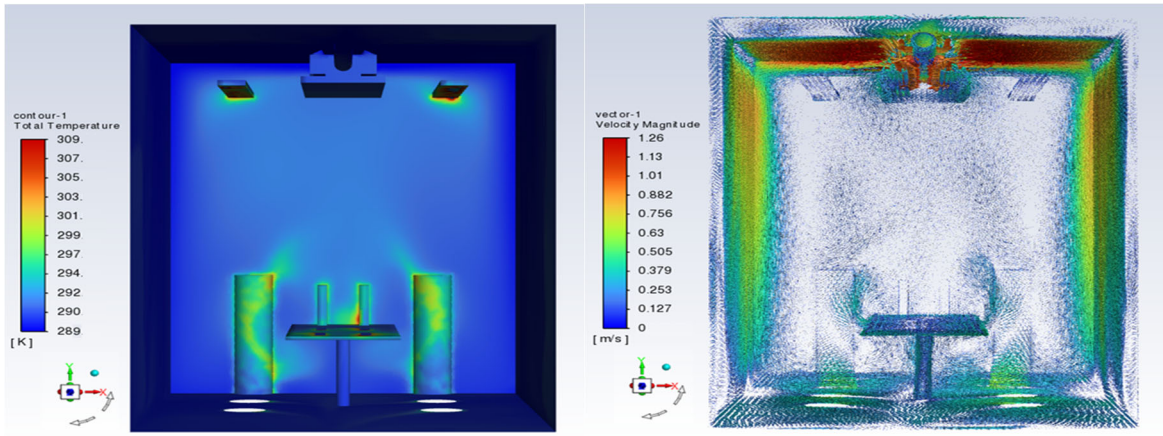 contour-1
Total Temperature
309.
307.
305.
303.
301.
299.
297.
294.
292.
290.
289
[ K ]
Y
X
vector-1
Velocity Magnitude
1.26
1.13
1.01
0.882
0.756
0.63
0.505
0.379
0.253
0.127
0
[ m/s ]
Y
X